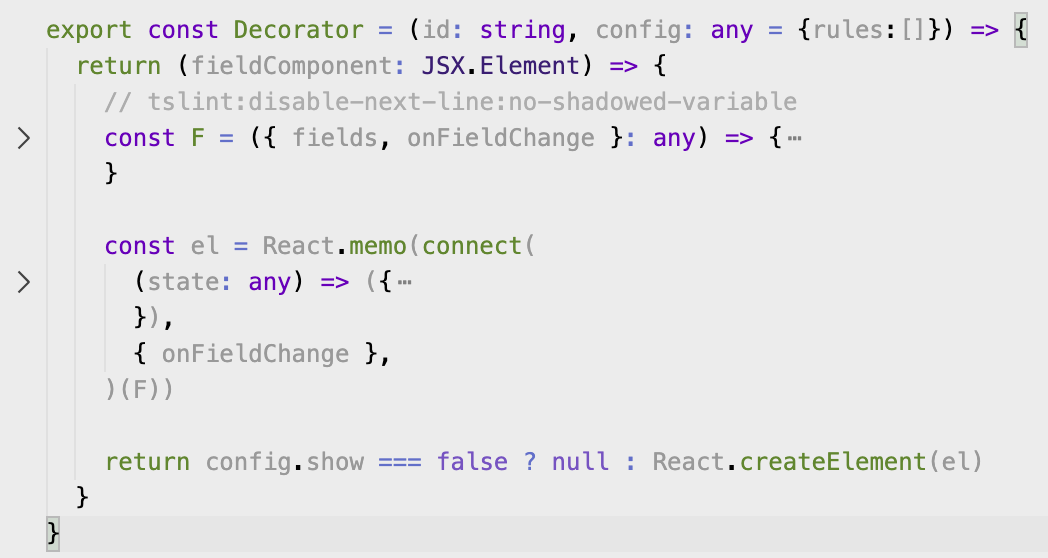 export const Decorator = (id: string, config: any = {rules:[]}) => {
return (fieldComponent: JSX.Element) => {
// tslint:disable-next-line:no-shadowed-variable
const F = ({ fields, onFieldChange }: any) => {⋯
}
const el = React.memo(connect(
(state: any) => ({⋯
}),
{ onFieldChange },
)(F))
return config.show === false ? null : React.createElement(el)
}
}